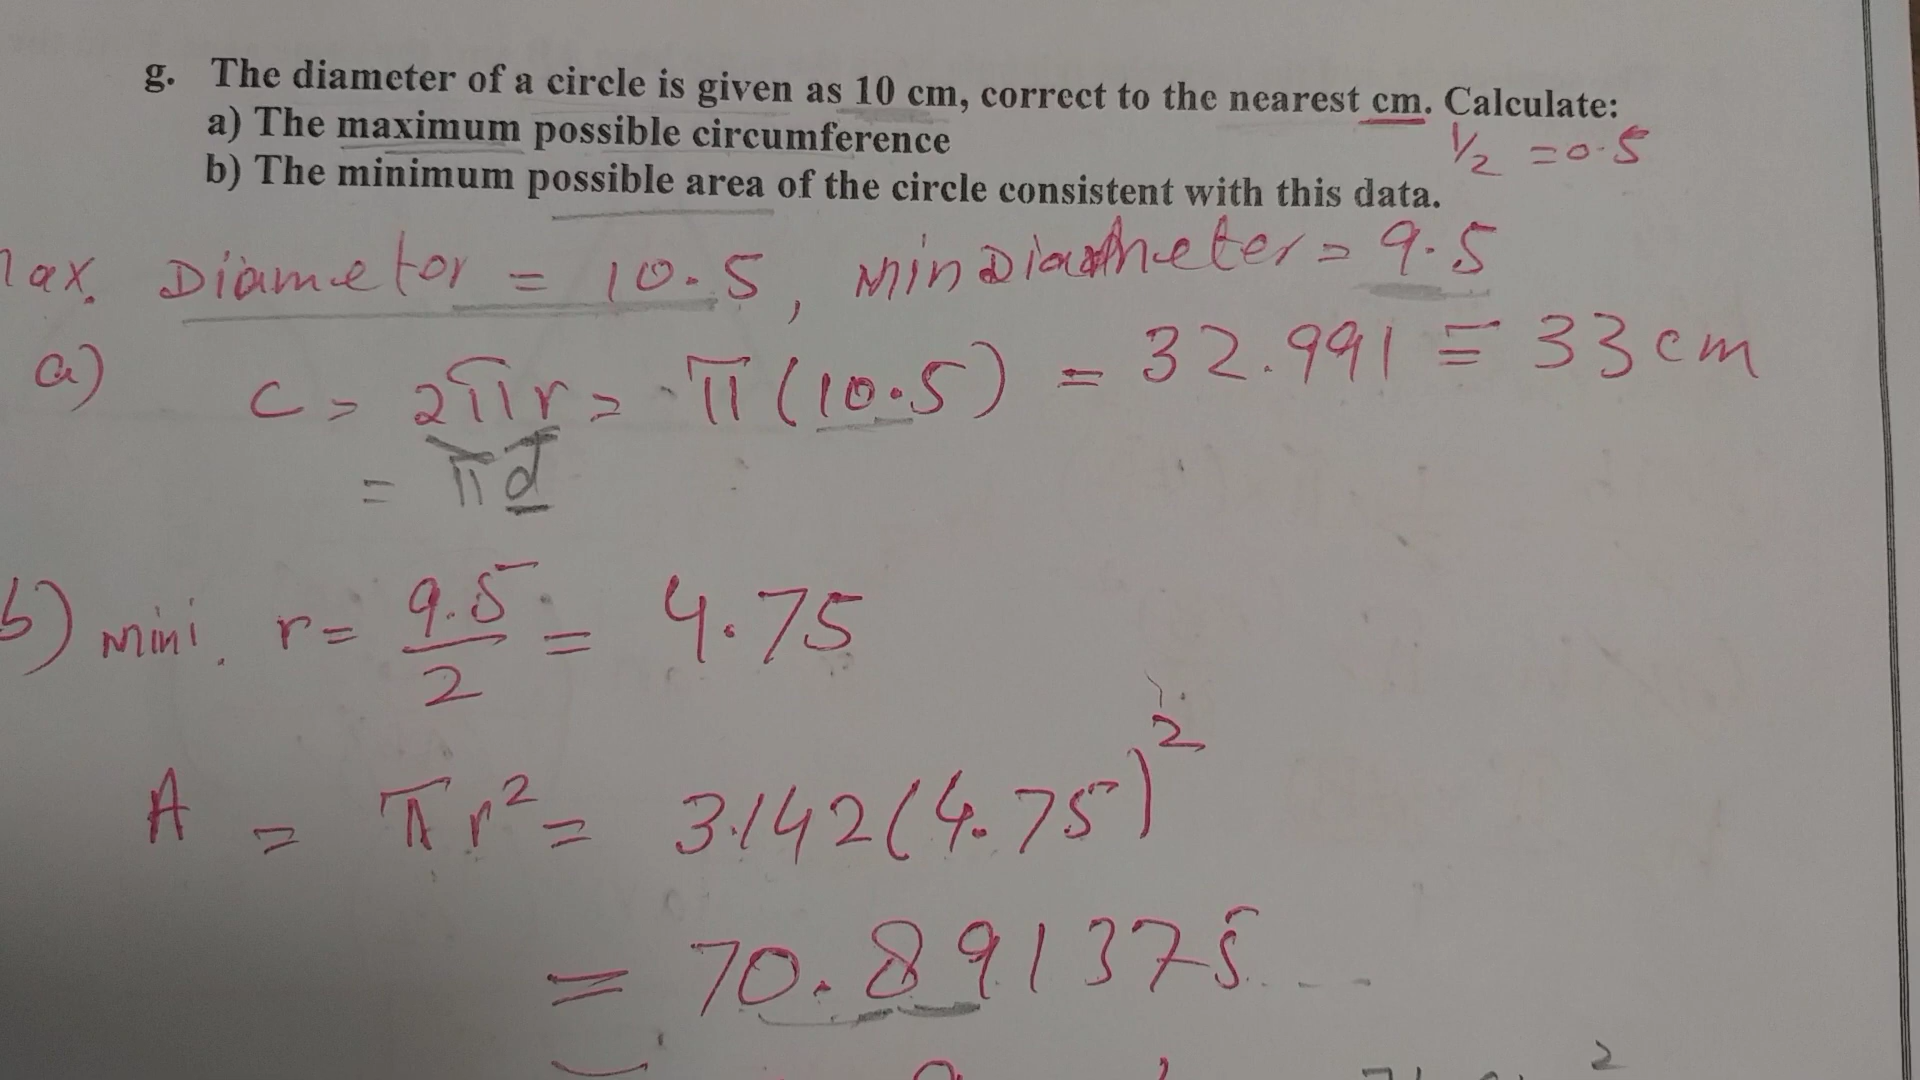 g. The diameter of a circle is given as 10 cm, correct to the nearest cm. Calculate:
a) The maximum possible circumference
1/2 = 0.5
b) The minimum possible area of the circle consistent with this data.
Max. Diameter = 10.5, Min Diameter = 9.5
a) C = 2πr = π(10.5) = 32.991 = 33 cm
= πd
b) mini. r = 9.5/2 = 4.75
A = πr² = 3.142(4.75)²
= 70.891375...